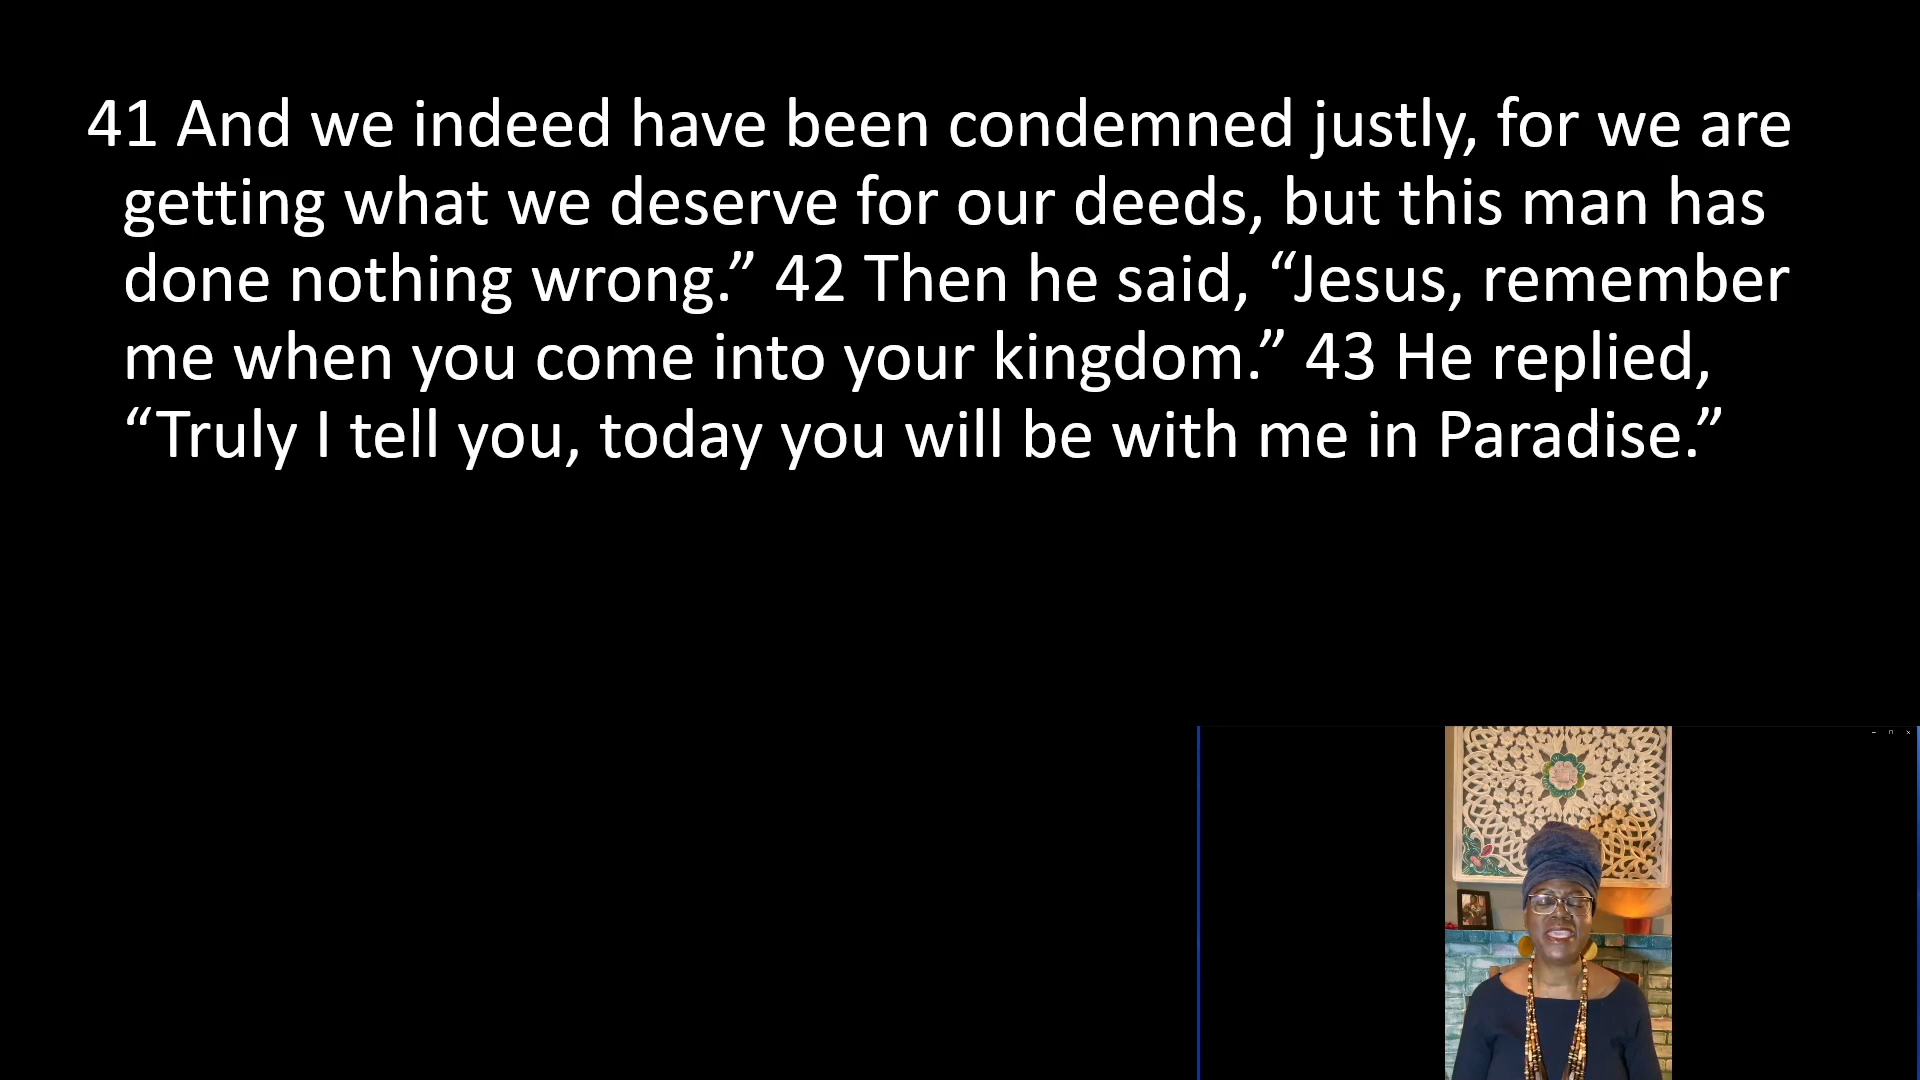 41 And we indeed have been condemned justly, for we are
getting what we deserve for our deeds, but this man has
done nothing wrong.” 42 Then he said, “Jesus, remember
me when you come into your kingdom.” 43 He replied,
“Truly I tell you, today you will be with me in Paradise.”